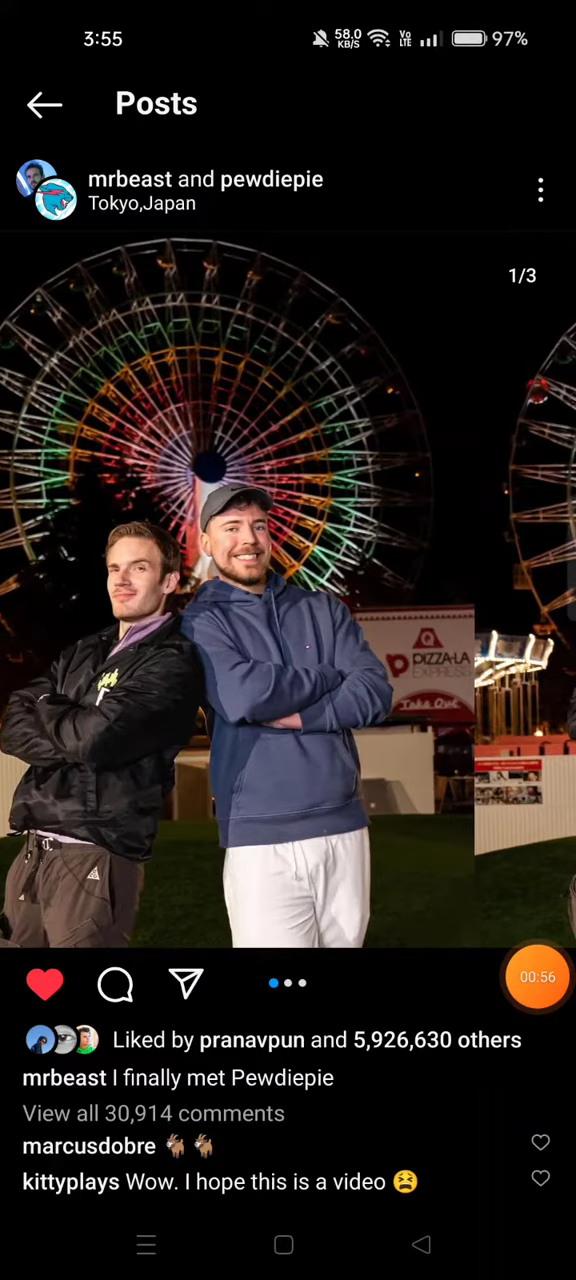 3:55
58.0
KB/S
Vo
LTE
97%
Posts
mrbeast and pewdiepie
Tokyo,Japan
1/3
PIZZA-LA
EXPRESS
Take Out
00:56
Liked by pranavpun and 5,926,630 others
mrbeast I finally met Pewdiepie
View all 30,914 comments
marcusdobre 🐐 🐐
kittyplays Wow. I hope this is a video 😫